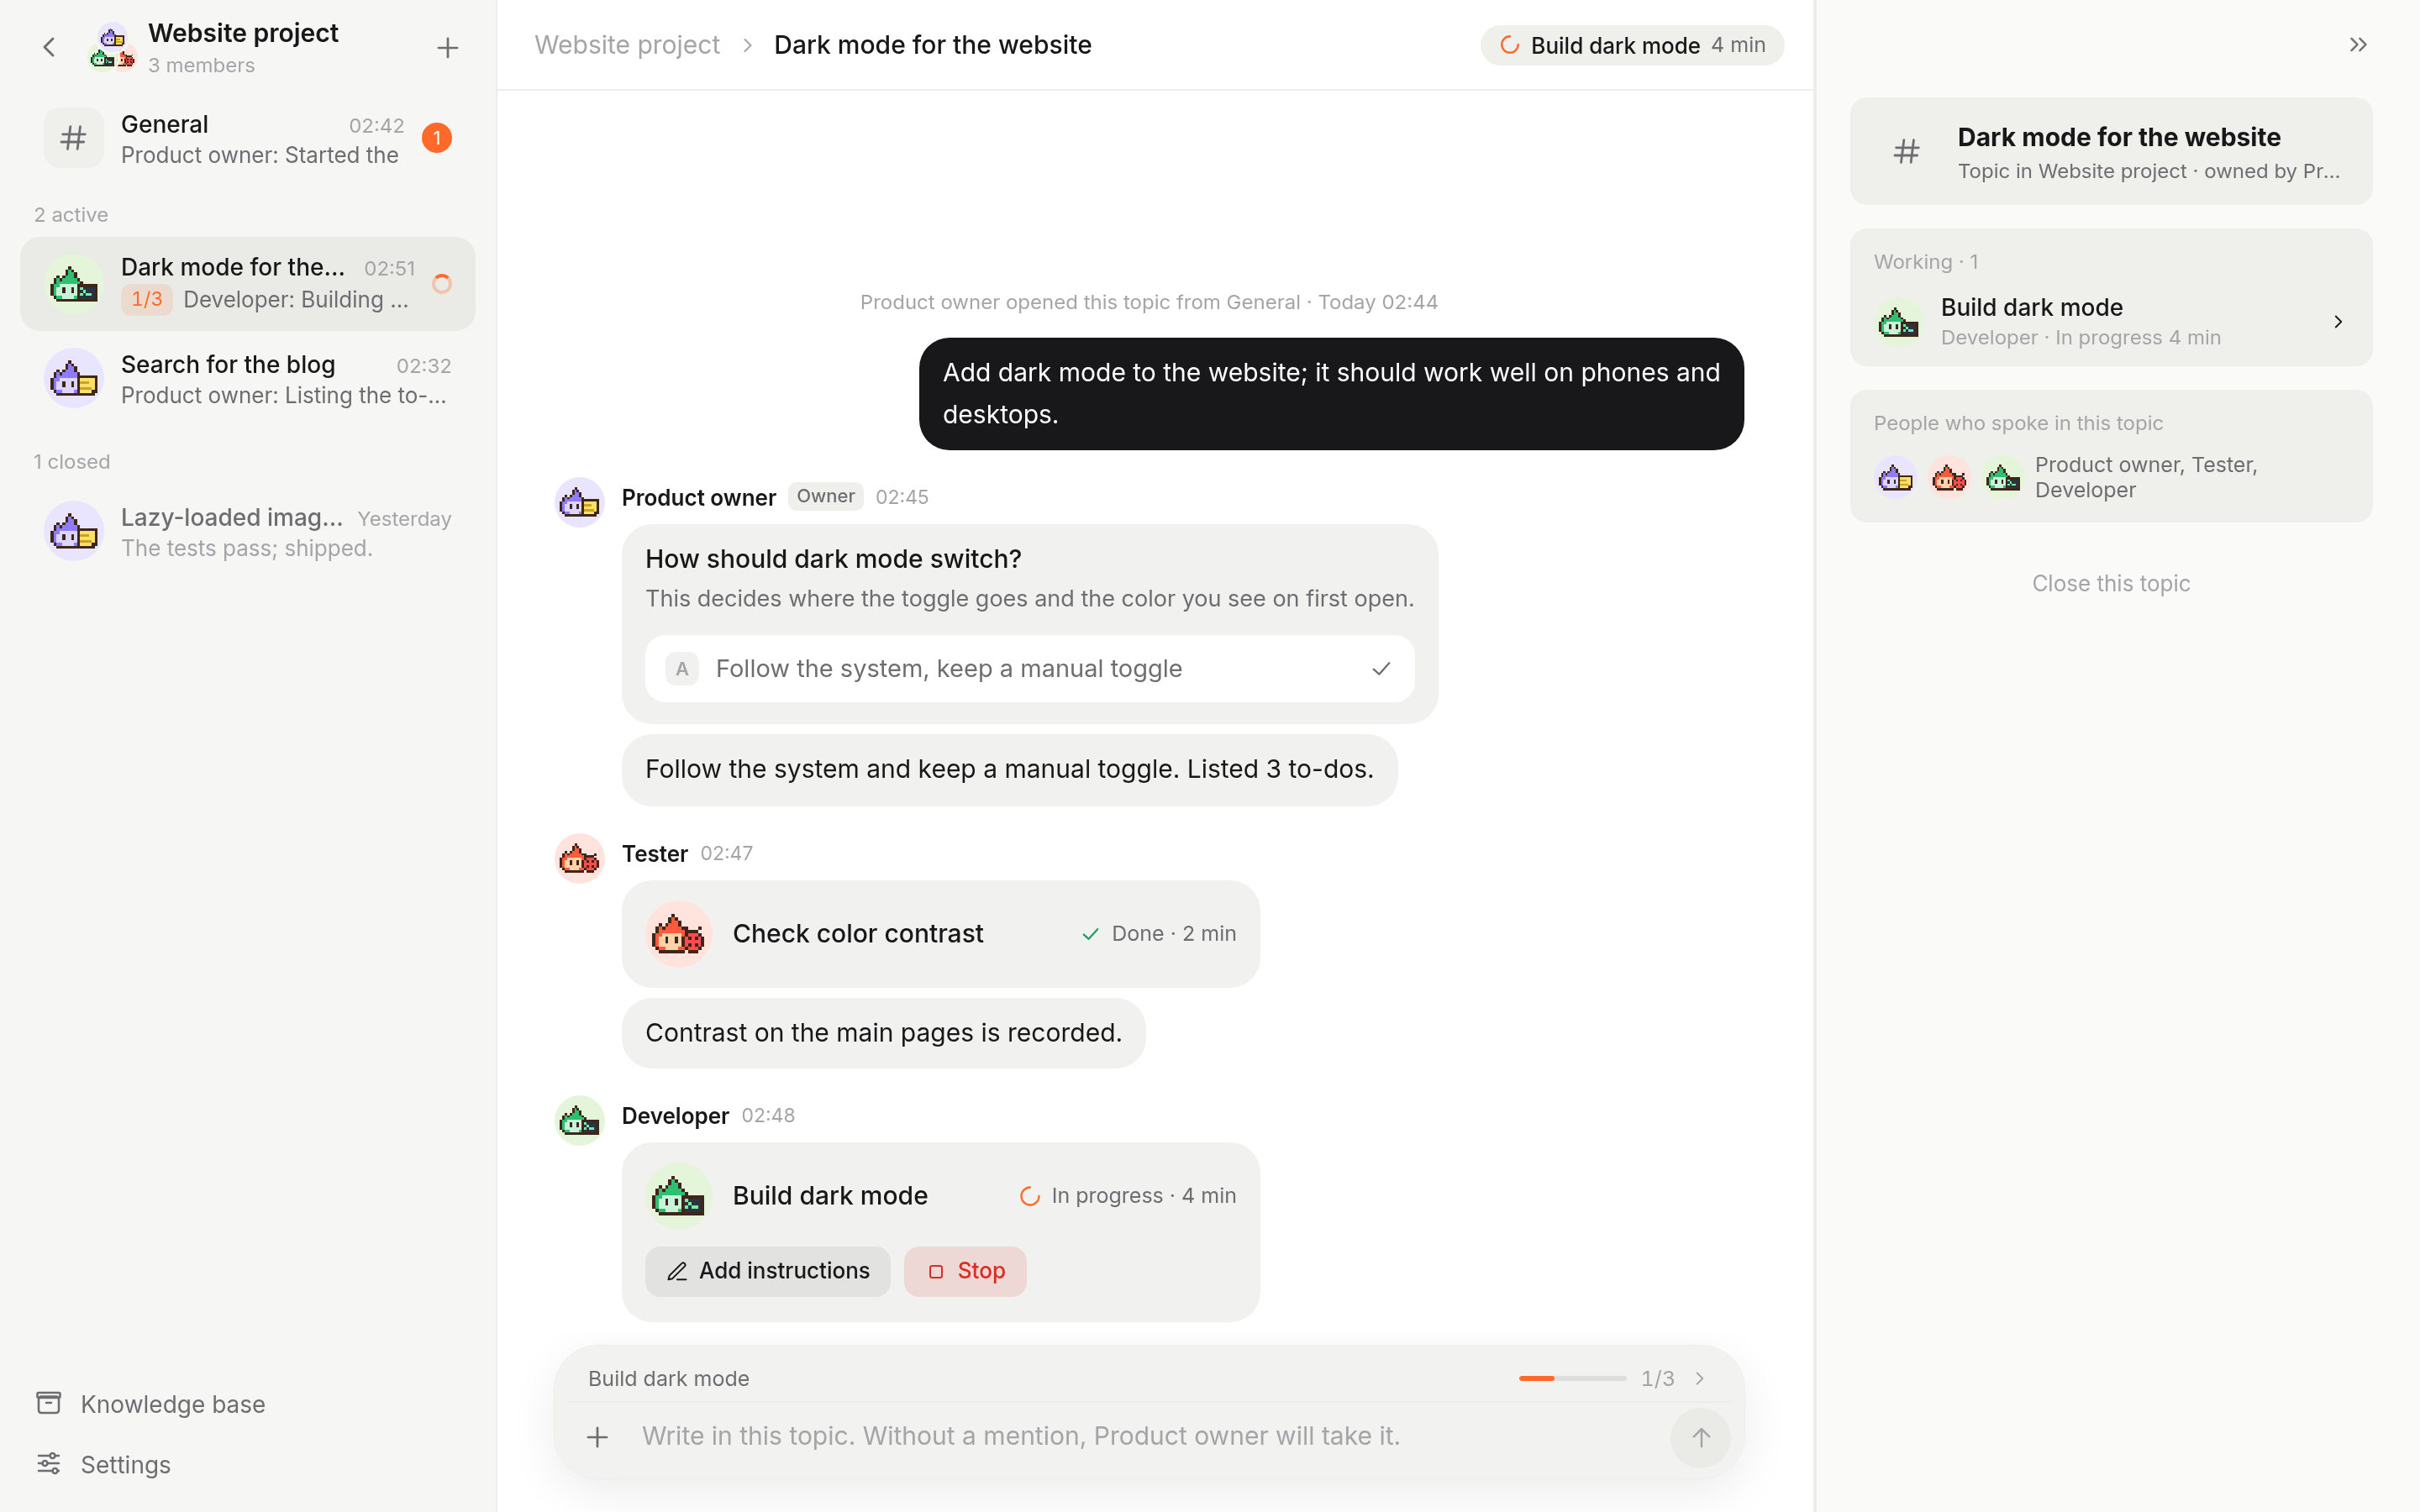 Website project
3 members
General 02:42
Product owner: Started the
1
2 active
Dark mode for the... 02:51
1/3 Developer: Building ...
Search for the blog 02:32
Product owner: Listing the to-...
1 closed
Lazy-loaded imag... Yesterday
The tests pass; shipped.
Knowledge base
Settings
Website project > Dark mode for the website
Build dark mode 4 min
Product owner opened this topic from General · Today 02:44
Add dark mode to the website; it should work well on phones and
desktops.
Product owner Owner 02:45
How should dark mode switch?
This decides where the toggle goes and the color you see on first open.
A Follow the system, keep a manual toggle
Follow the system and keep a manual toggle. Listed 3 to-dos.
Tester 02:47
Check color contrast Done · 2 min
Contrast on the main pages is recorded.
Developer 02:48
Build dark mode In progress · 4 min
Add instructions Stop
Build dark mode 1/3
Write in this topic. Without a mention, Product owner will take it.
Dark mode for the website
Topic in Website project · owned by Pr...
Working · 1
Build dark mode
Developer · In progress 4 min
People who spoke in this topic
Product owner, Tester,
Developer
Close this topic